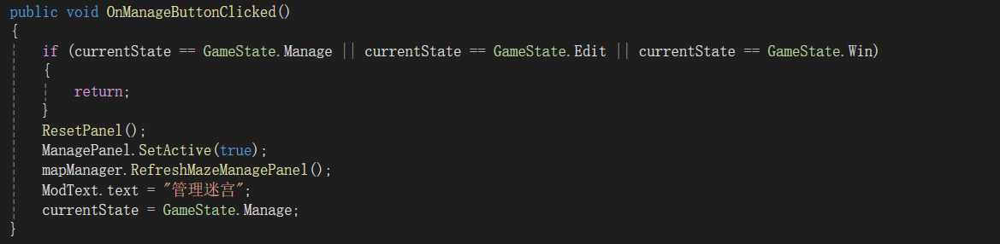 public void OnManageButtonClicked()
{
if (currentState == GameState.Manage || currentState == GameState.Edit || currentState == GameState.Win)
{
return;
}
ResetPanel();
ManagePanel.SetActive(true);
mapManager.RefreshMazeManagePanel();
ModText.text = "管理迷宫";
currentState = GameState.Manage;
}